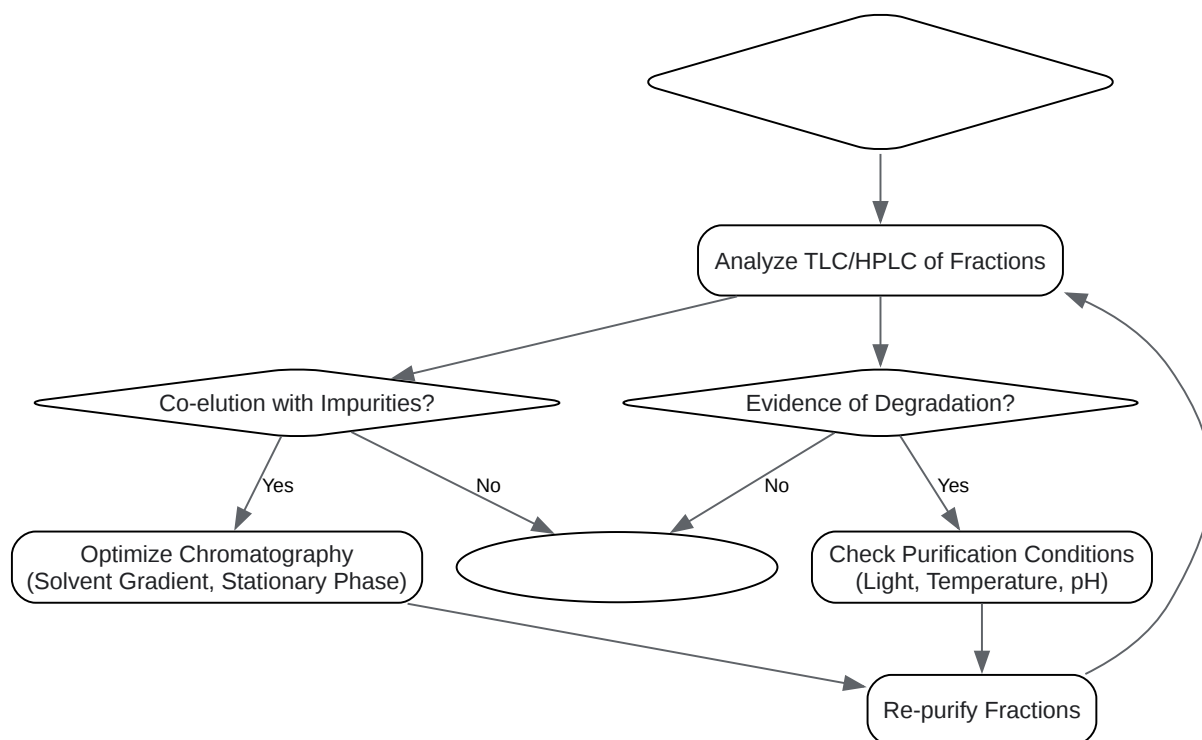 Analyze TLC/HPLC of Fractions
Co-elution with Impurities?
Evidence of Degradation?
Yes
No
No
Yes
Optimize Chromatography
(Solvent Gradient, Stationary Phase)
Check Purification Conditions
(Light, Temperature, pH)
Re-purify Fractions